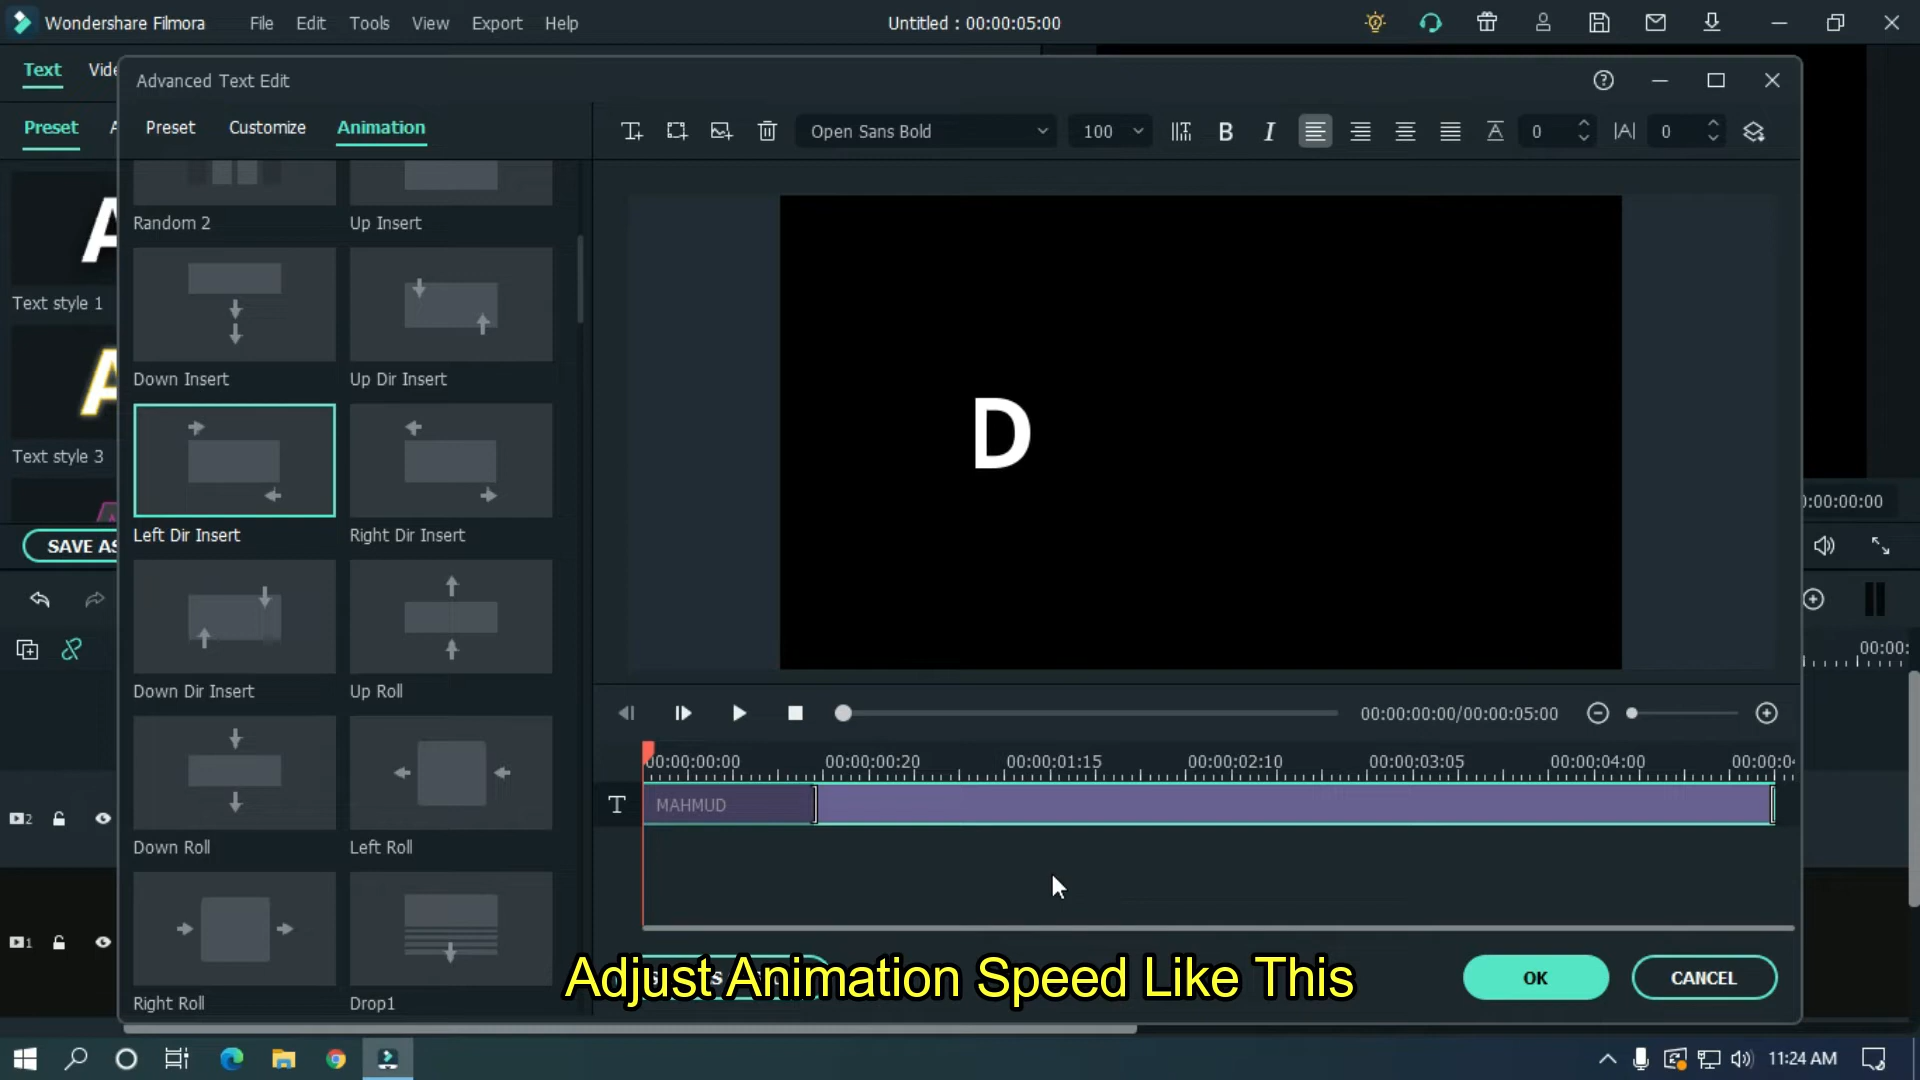 Wondershare Filmora File Edit Tools View Export Help Untitled : 00:00:05:00
Text
Advanced Text Edit
Preset
Preset Customize Animation
Open Sans Bold 100 B I A 0 A 0
Random 2 Up Insert
Text style 1
Down Insert Up Dir Insert
Text style 3
D
Left Dir Insert Right Dir Insert
SAVE AS
Down Dir Insert Up Roll
00:00:00:00/00:00:05:00
00:00:00:00 00:00:00:20 00:00:01:15 00:00:02:10 00:00:03:05 00:00:04:00
T MAHMUD
2
Down Roll Left Roll
1
Adjust Animation Speed Like This
OK CANCEL
Right Roll Drop1
11:24 AM